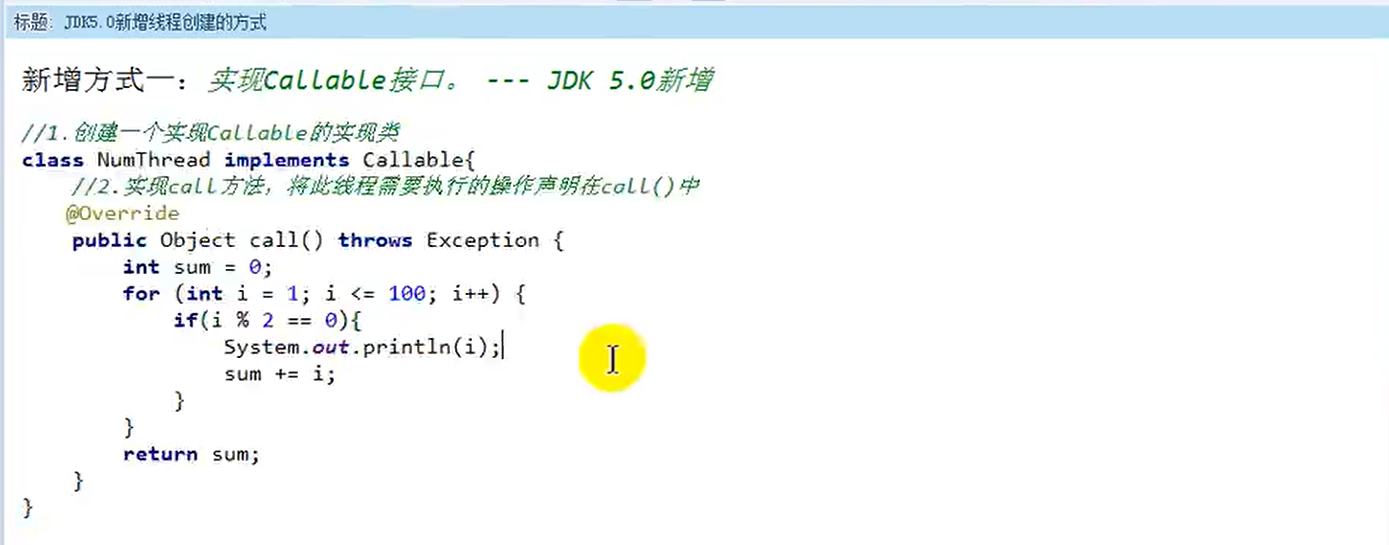 标题: JDK5.0新增线程创建的方式
新增方式一：实现Callable接口。 --- JDK 5.0新增
//1.创建一个实现Callable的实现类
class NumThread implements Callable{
//2.实现call方法，将此线程需要执行的操作声明在call()中
@Override
public Object call() throws Exception {
int sum = 0;
for (int i = 1; i <= 100; i++) {
if(i % 2 == 0){
System.out.println(i);
sum += i;
}
}
return sum;
}
}